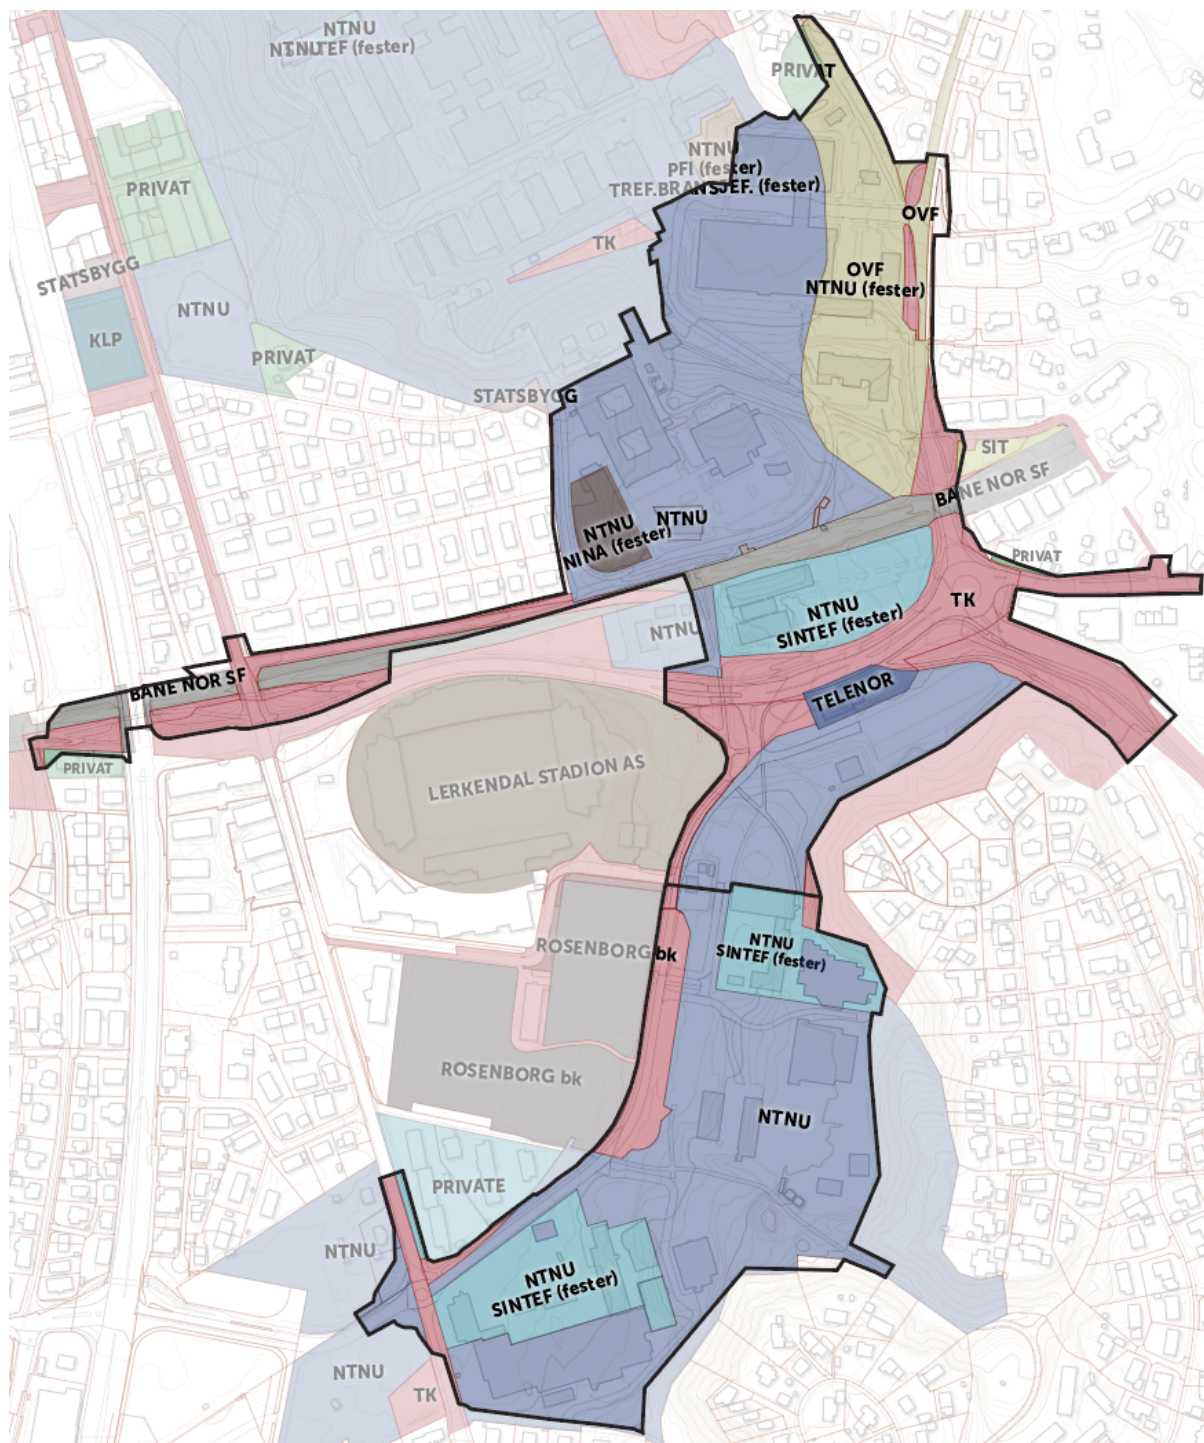 NTNU
NTNU
SINTEF (fester)
PRIVAT
NTNU
PFI (fester)
TREF.BRANSJEF. (fester)
PRIVAT
OVF
TK
STATSBYGG
OVF
NTNU (fester)
NTNU
KLP
PRIVAT
STATSBYGG
SIT
BANE NOR SF
NTNU
NINA (fester)
NTNU
PRIVAT
TK
NTNU
SINTEF (fester)
NTNU
BANE NOR SF
TELENOR
PRIVAT
LERKENDAL STADION AS
ROSENBORG bk
NTNU
SINTEF (fester)
ROSENBORG bk
NTNU
PRIVATE
NTNU
NTNU
SINTEF (fester)
NTNU
TK